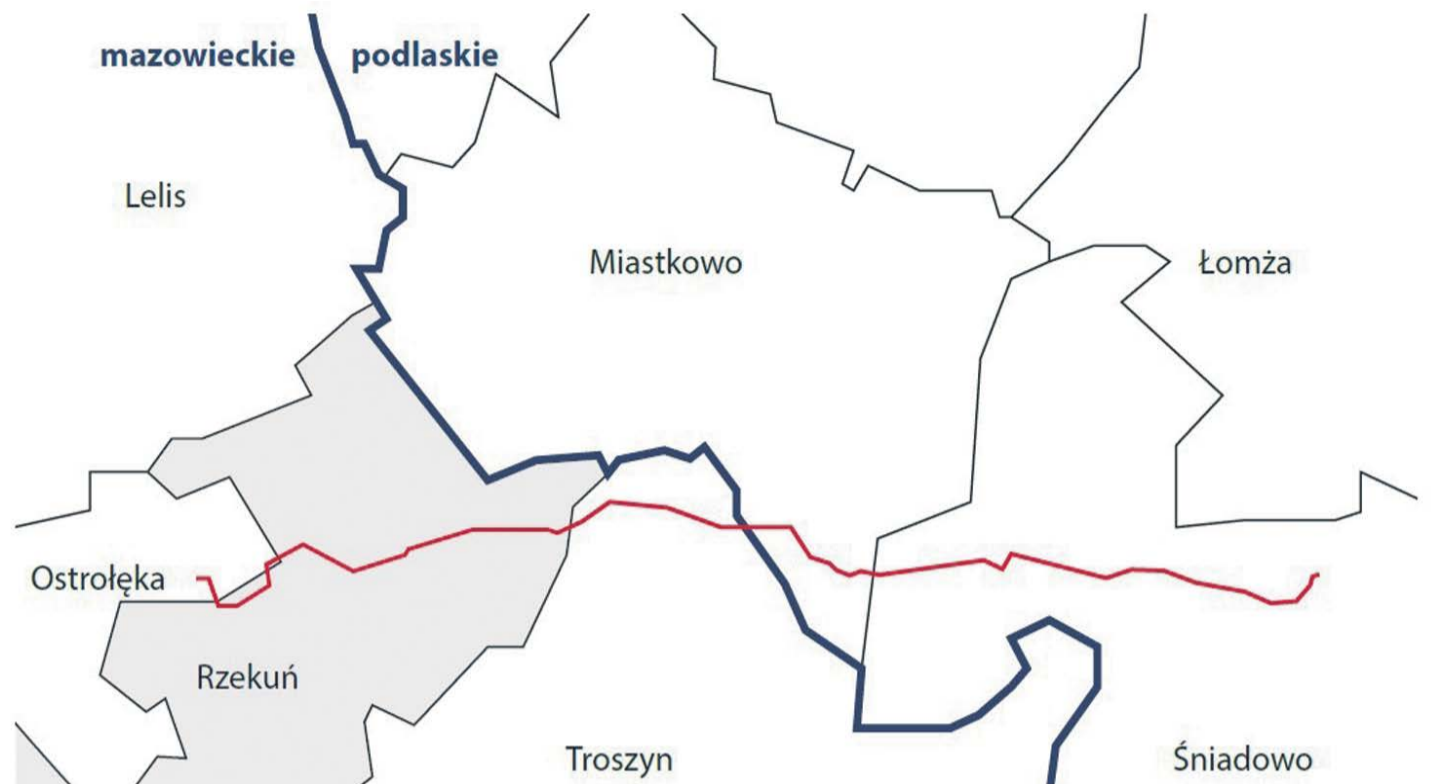 mazowieckie podlaskie
Lelis
Miastkowo
Łomża
Ostrołęka
Rzekuń
Troszyn
Śniadowo